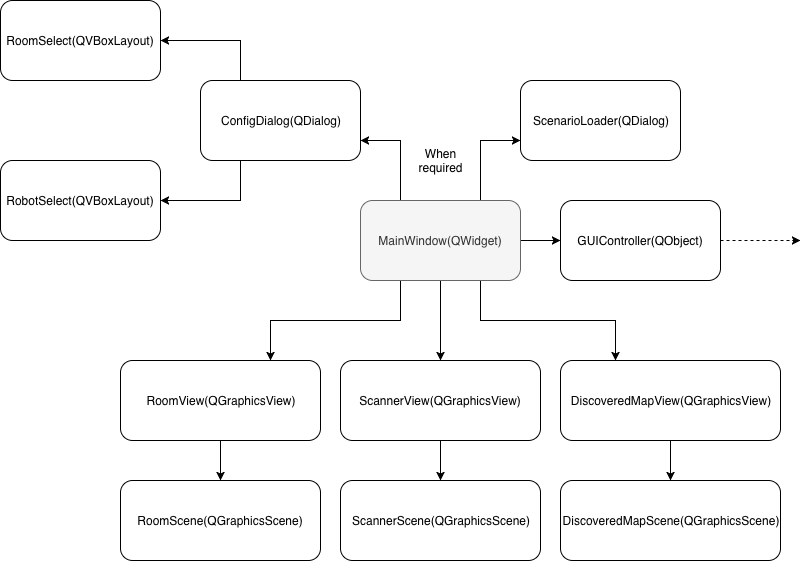 RoomSelect(QVBoxLayout)
ConfigDialog(QDialog)
ScenarioLoader(QDialog)
When
required
RobotSelect(QVBoxLayout)
MainWindow(QWidget)
GUIController(QObject)
RoomView(QGraphicsView)
ScannerView(QGraphicsView)
DiscoveredMapView(QGraphicsView)
RoomScene(QGraphicsScene)
ScannerScene(QGraphicsScene)
DiscoveredMapScene(QGraphicsScene)